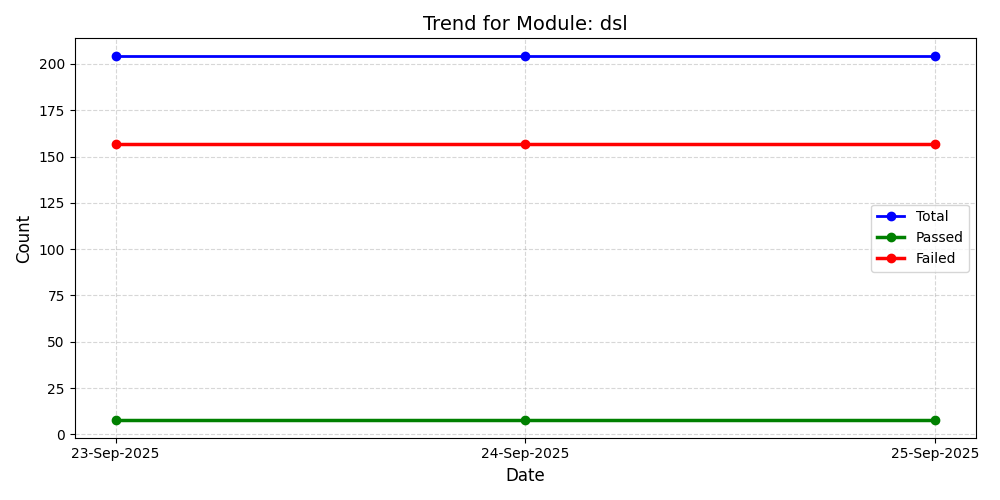 Trend for Module: dsl
200
175
150
125
100
75
50
25
0
Count
Total
Passed
Failed
23-Sep-2025
24-Sep-2025
25-Sep-2025
Date